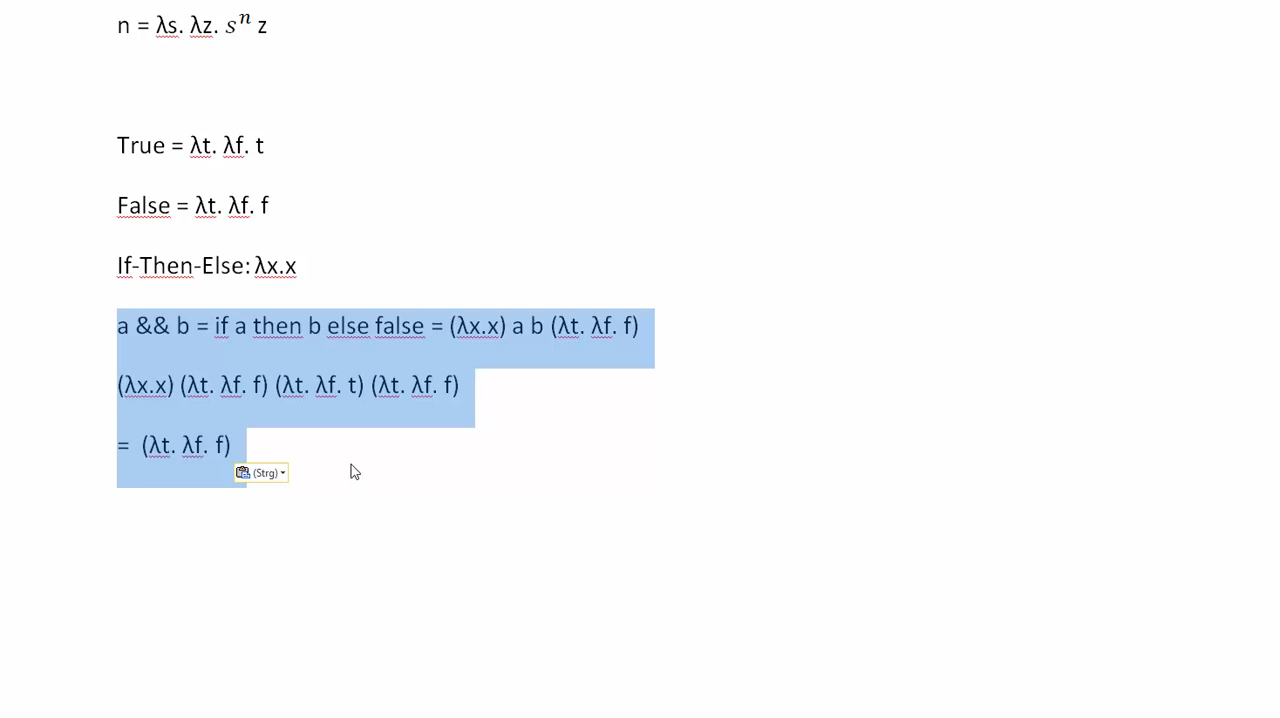 n = λs. λz. sⁿ z
True = λt. λf. t
False = λt. λf. f
If-Then-Else: λx.x
a && b = if a then b else false = (λx.x) a b (λt. λf. f)
(λx.x) (λt. λf. f) (λt. λf. t) (λt. λf. f)
= (λt. λf. f)
(Strg)